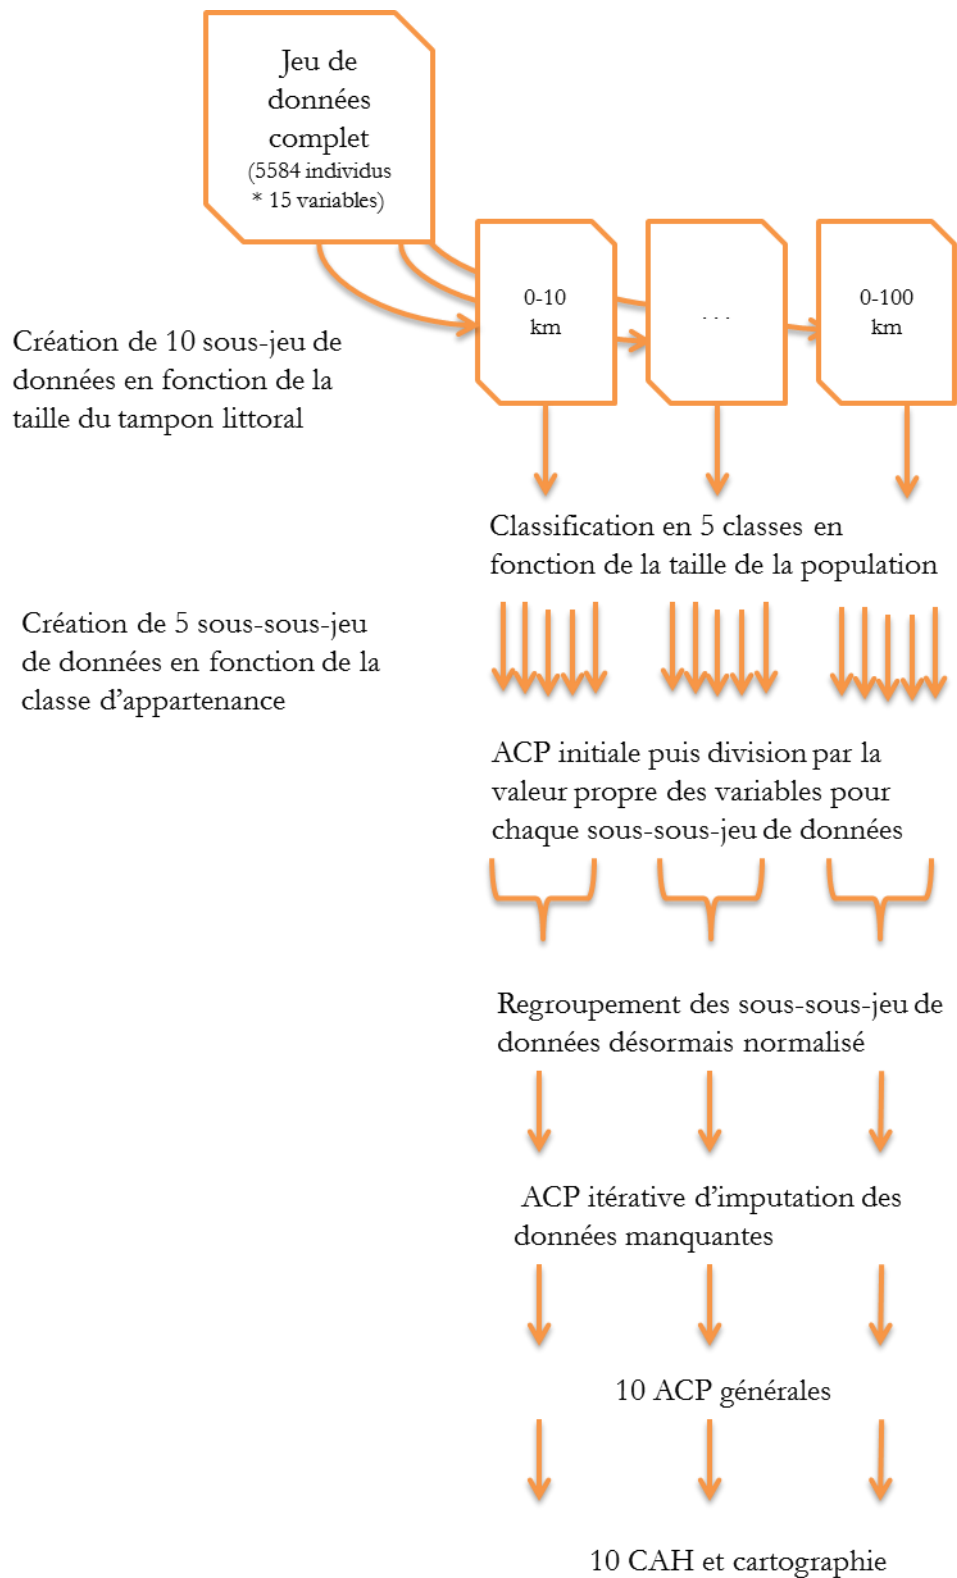 Jeu de
données
complet
(5584 individus
* 15 variables)
0-10
km
. . .
0-100
km
Création de 10 sous-jeu de
données en fonction de la
taille du tampon littoral
Classification en 5 classes en
fonction de la taille de la population
Création de 5 sous-sous-jeu
de données en fonction de la
classe d’appartenance
ACP initiale puis division par la
valeur propre des variables pour
chaque sous-sous-jeu de données
Regroupement des sous-sous-jeu de
données désormais normalisé
ACP itérative d’imputation des
données manquantes
10 ACP générales
10 CAH et cartographie